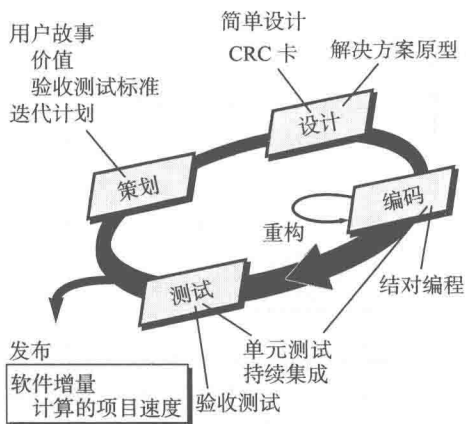 用户故事
价值
验收测试标准
迭代计划
简单设计
CRC 卡
解决方案原型
设计
策划
编码
重构
测试
结对编程
发布
单元测试
持续集成
软件增量
计算的项目速度
验收测试